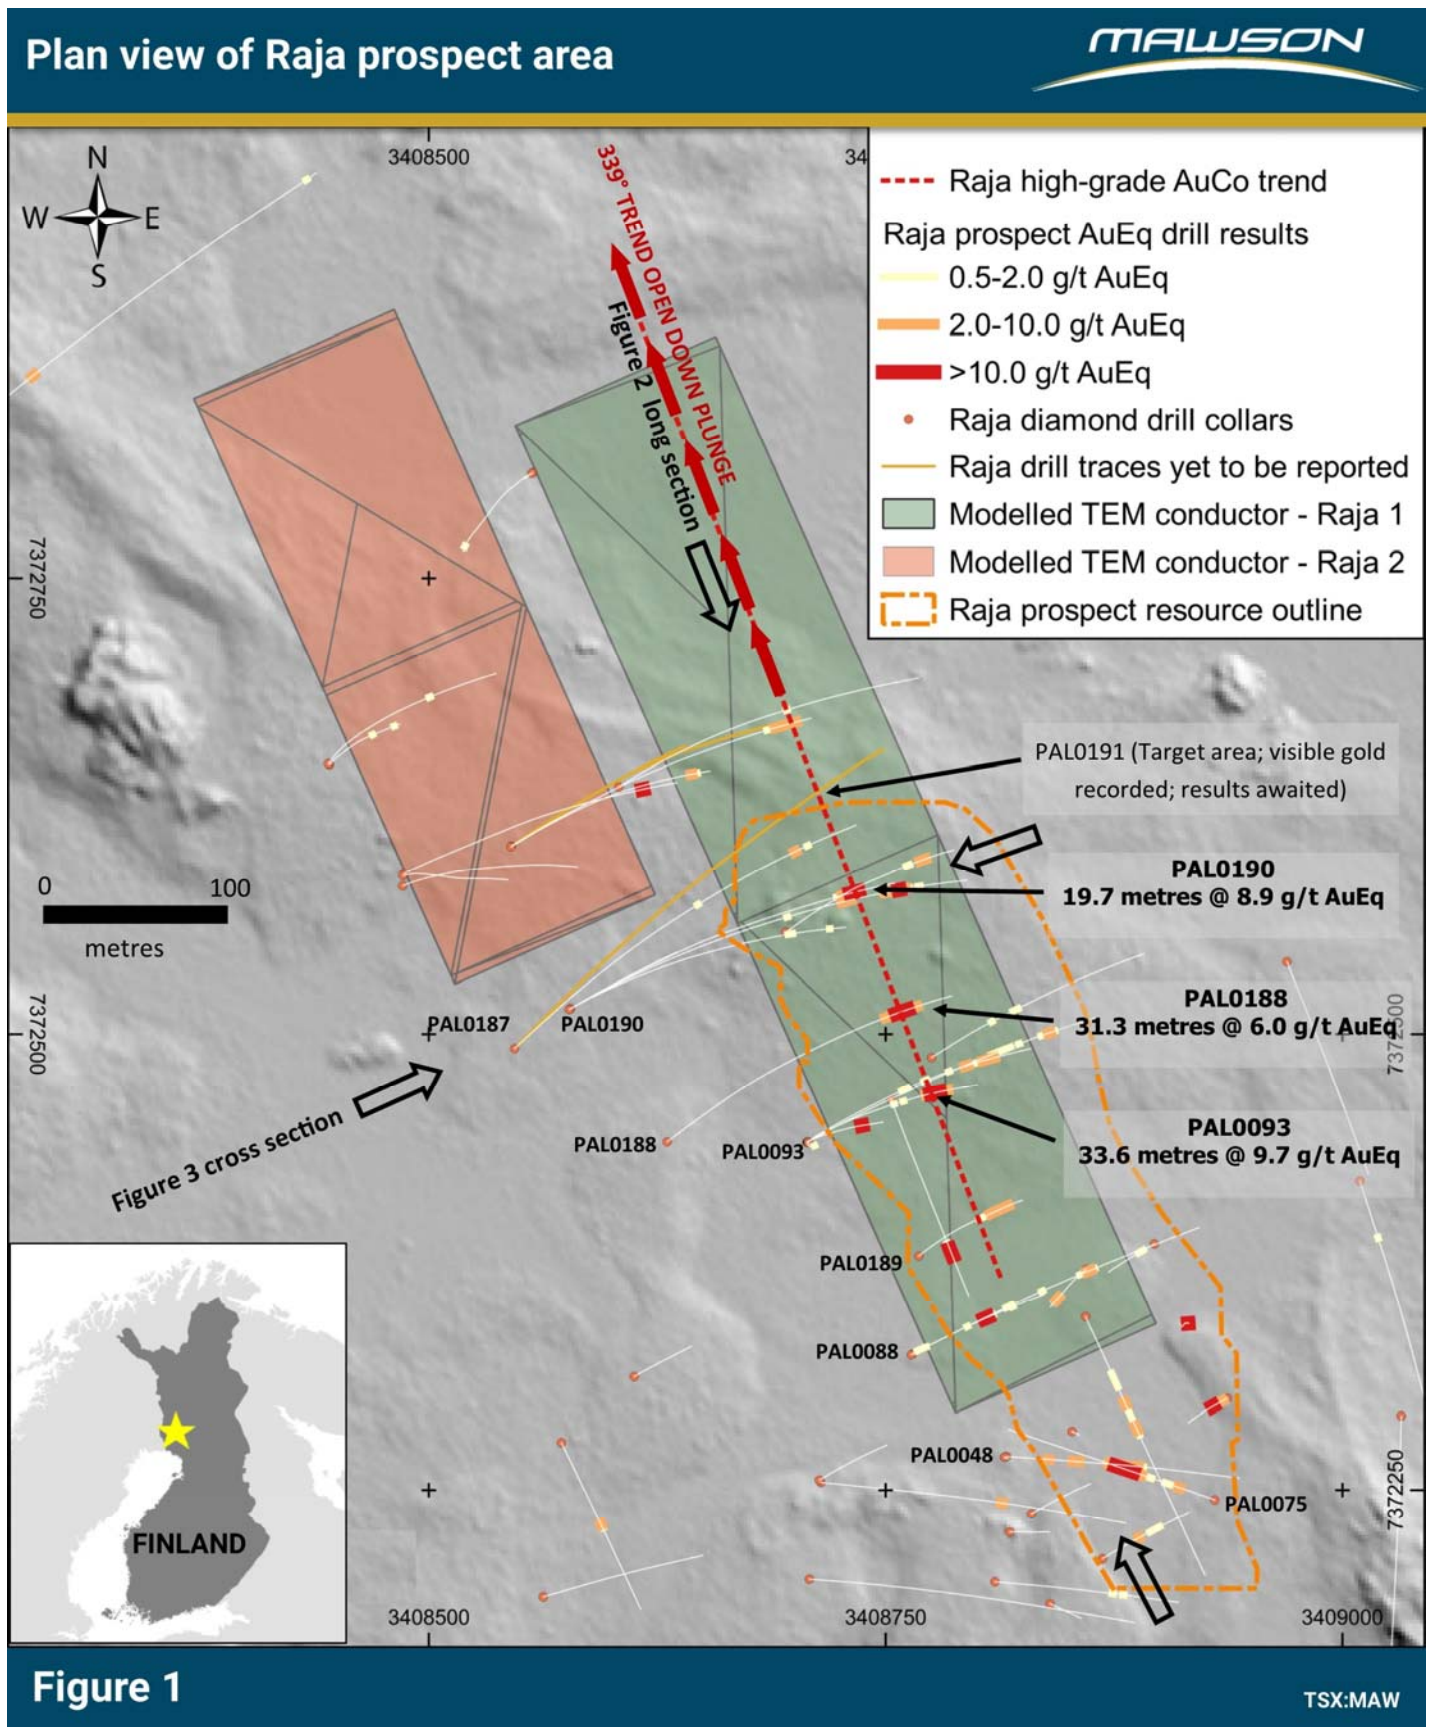 Plan view of Raja prospect area
MAWSON
N
W
E
S
3408500
34
339° TREND OPEN DOWN PLUNGE
Figure 2 long section
Raja high-grade AuCo trend
Raja prospect AuEq drill results
0.5-2.0 g/t AuEq
2.0-10.0 g/t AuEq
>10.0 g/t AuEq
Raja diamond drill collars
Raja drill traces yet to be reported
Modelled TEM conductor - Raja 1
Modelled TEM conductor - Raja 2
Raja prospect resource outline
7372750
PAL0191 (Target area; visible gold
recorded; results awaited)
PAL0190
19.7 metres @ 8.9 g/t AuEq
0
100
metres
PAL0188
31.3 metres @ 6.0 g/t AuEq
7372500
7372500
PAL0187
PAL0190
PAL0188
PAL0093
PAL0093
33.6 metres @ 9.7 g/t AuEq
Figure 3 cross section
PAL0189
PAL0088
PAL0048
PAL0075
7372250
FINLAND
3408500
3408750
3409000
Figure 1
TSX:MAW